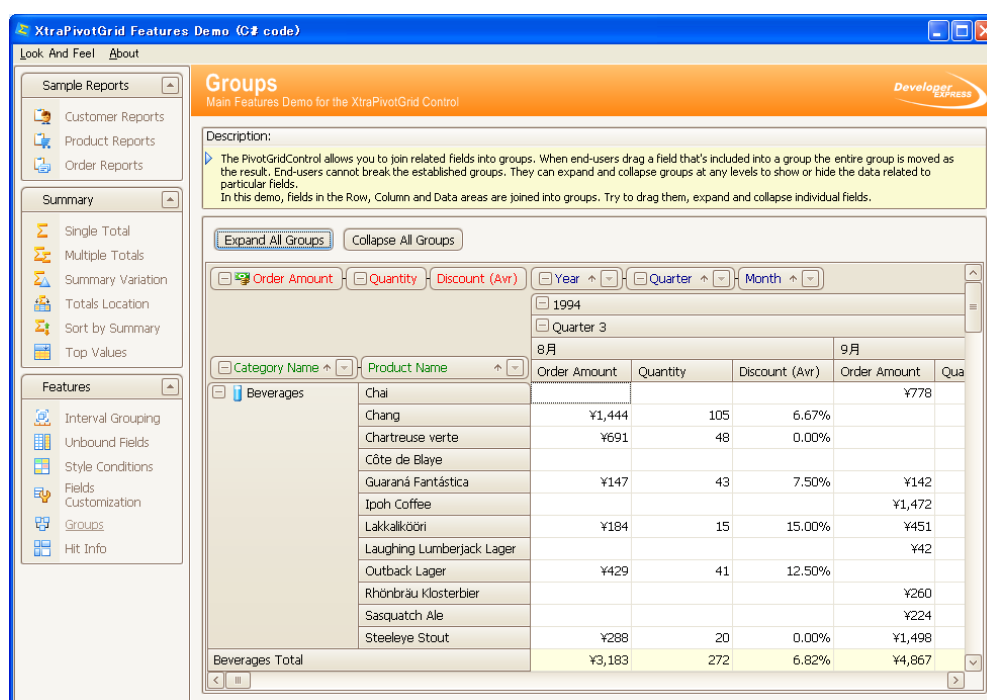 XtraPivotGrid Features Demo (C# code)
Look And Feel About
Sample Reports
Customer Reports
Product Reports
Order Reports
Summary
Single Total
Multiple Totals
Summary Variation
Totals Location
Sort by Summary
Top Values
Features
Interval Grouping
Unbound Fields
Style Conditions
Fields
Customization
Groups
Hit Info
Groups
Main Features Demo for the XtraPivotGrid Control
Developer
EXPRESS
Description:
The PivotGridControl allows you to join related fields into groups. When end-users drag a field that's included into a group the entire group is moved as
the result. End-users cannot break the established groups. They can expand and collapse groups at any levels to show or hide the data related to
particular fields.
In this demo, fields in the Row, Column and Data areas are joined into groups. Try to drag them, expand and collapse individual fields.
Expand All Groups Collapse All Groups
Order Amount Quantity Discount (Avr) Year Quarter Month
1994
Quarter 3
8月 9月
Category Name Product Name Order Amount Quantity Discount (Avr) Order Amount Qua
Beverages Chai ¥778
Chang ¥1,444 105 6.67%
Chartreuse verte ¥691 48 0.00%
Côte de Blaye
Guaraná Fantástica ¥147 43 7.50% ¥142
Ipoh Coffee ¥1,472
Lakkalikööri ¥184 15 15.00% ¥451
Laughing Lumberjack Lager ¥42
Outback Lager ¥429 41 12.50%
Rhönbräu Klosterbier ¥260
Sasquatch Ale ¥224
Steeleye Stout ¥288 20 0.00% ¥1,498
Beverages Total ¥3,183 272 6.82% ¥4,867